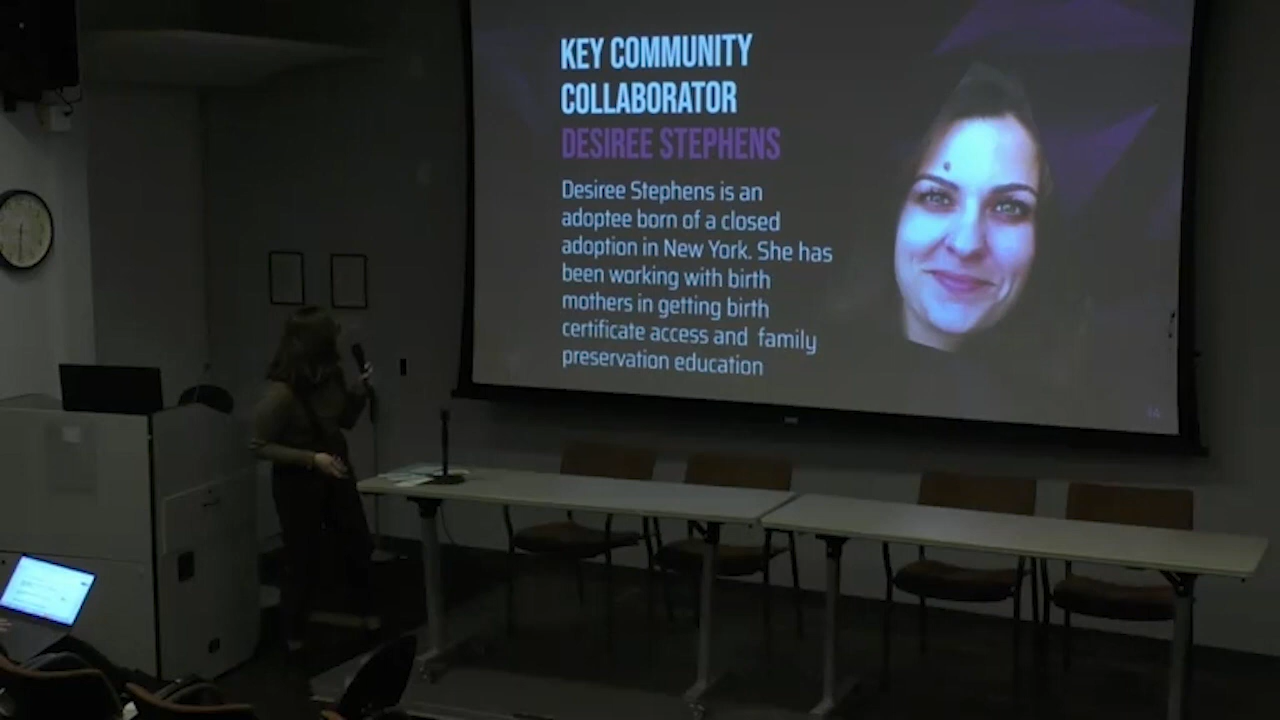 KEY COMMUNITY
COLLABORATOR
DESIREE STEPHENS
Desiree Stephens is an
adoptee born of a closed
adoption in New York. She has
been working with birth
mothers in getting birth
certificate access and family
preservation education
14